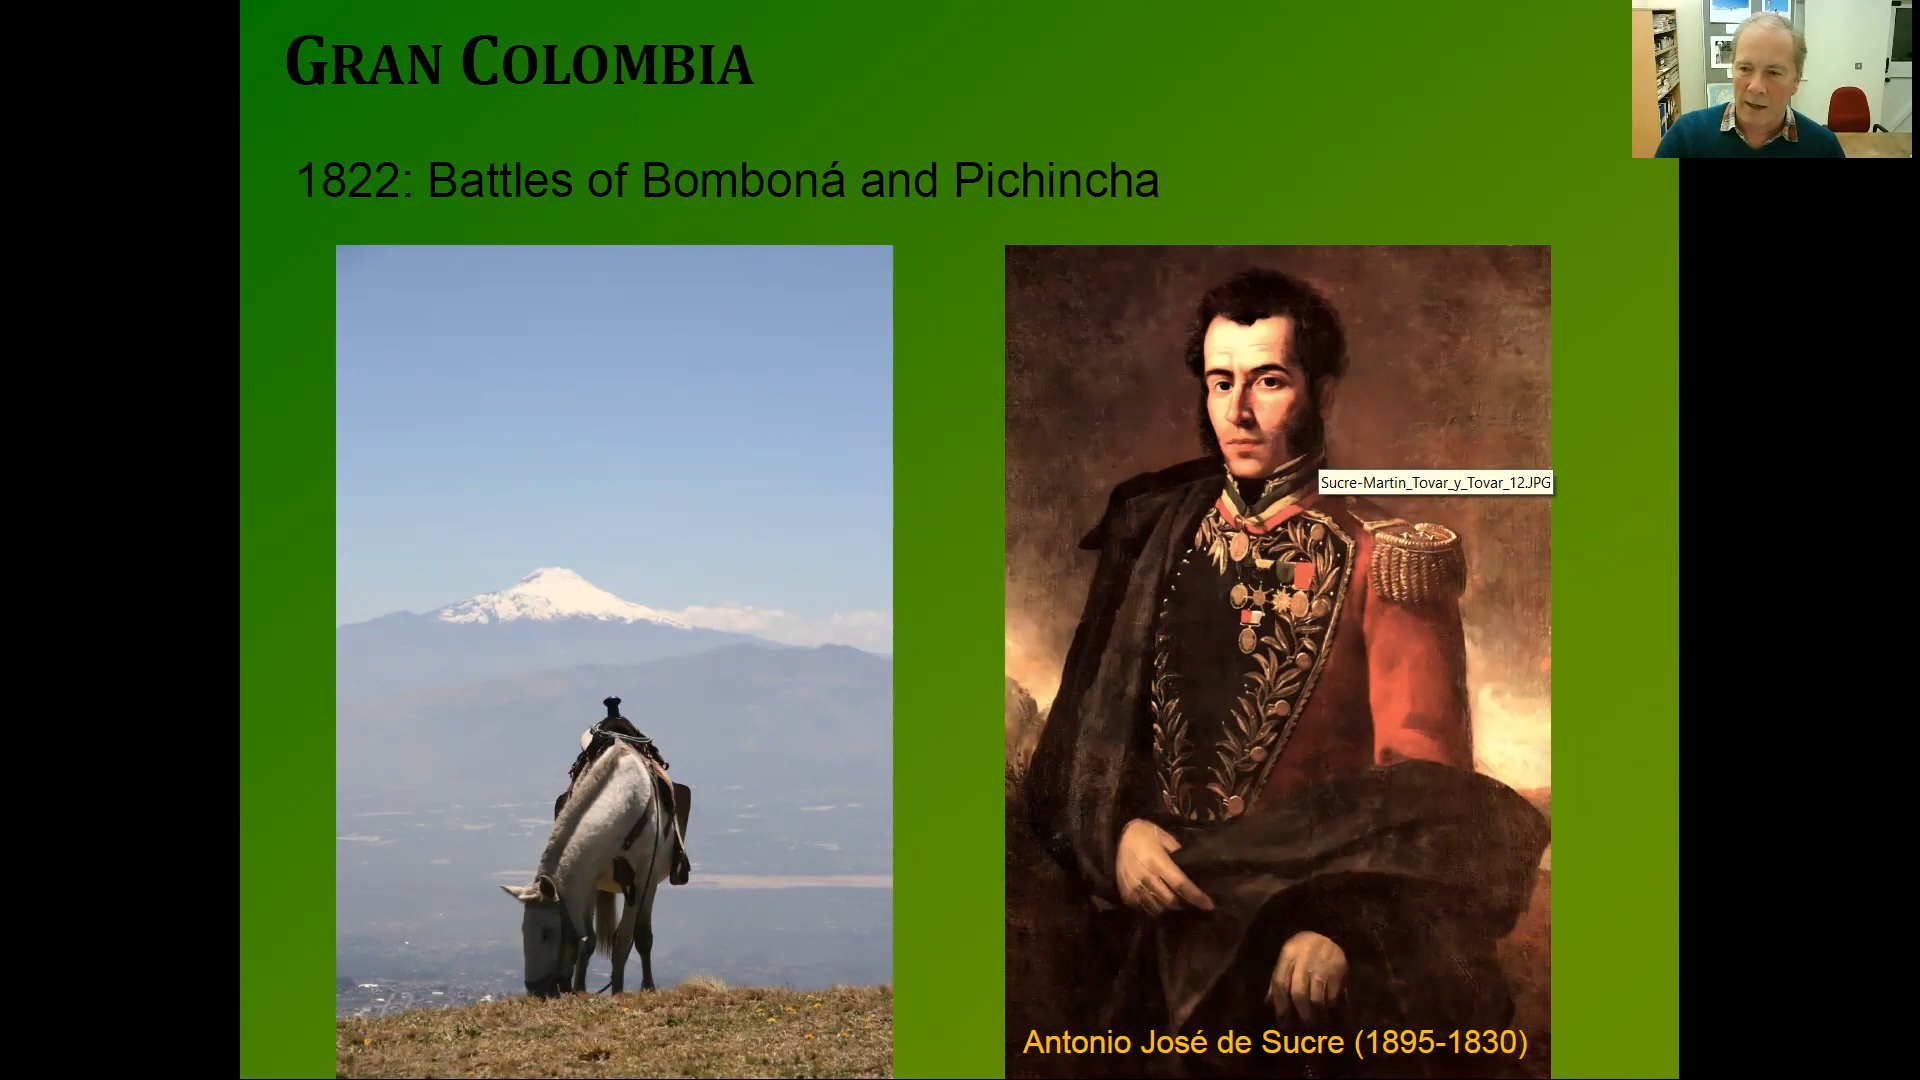 GRAN COLOMBIA
1822: Battles of Bomboná and Pichincha
Sucre-Martin_Tovar_y_Tovar_12.JPG
Antonio José de Sucre (1895-1830)